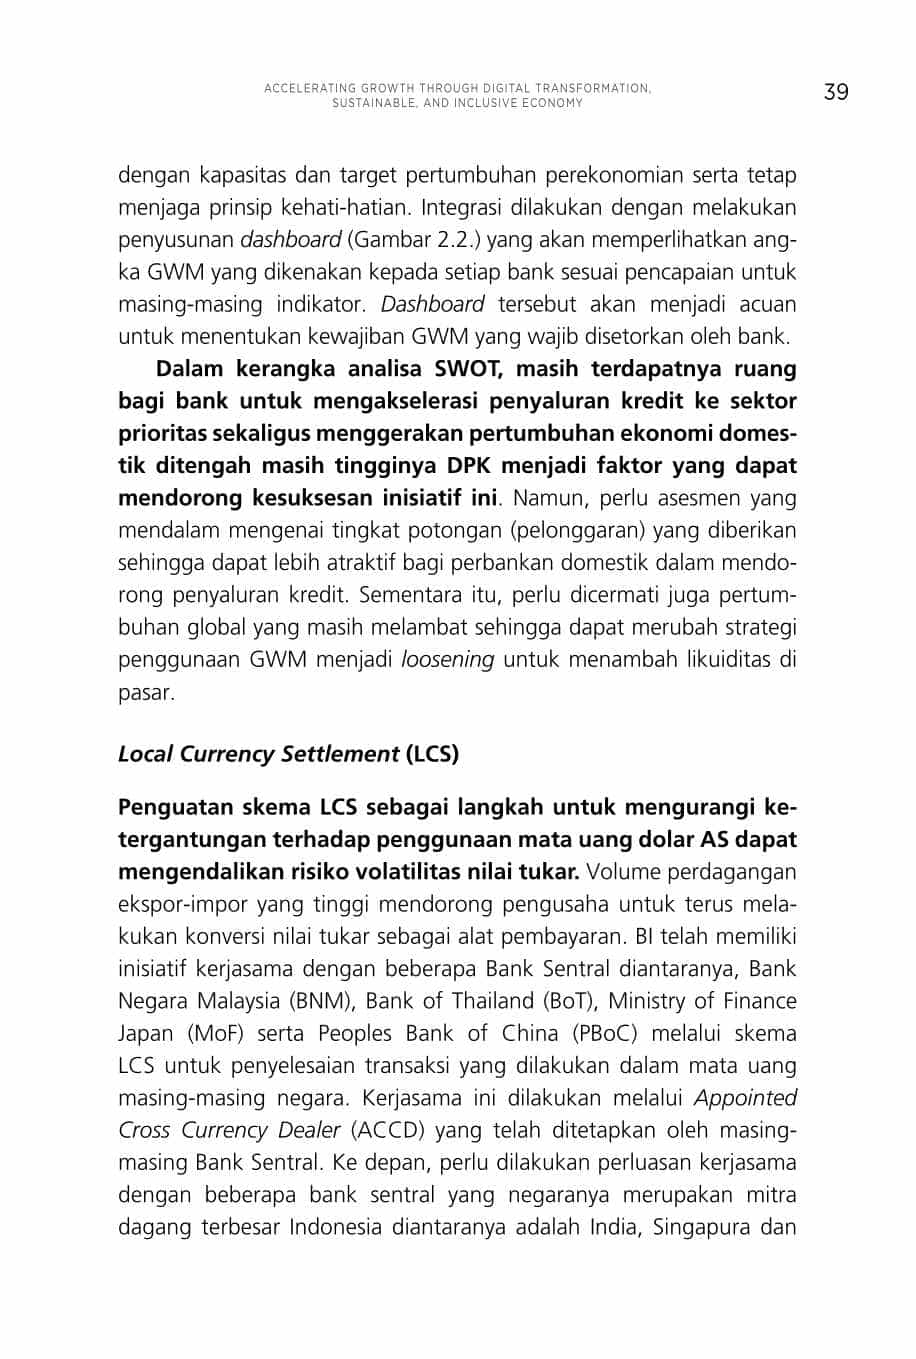 ACCELERATING GROWTH THROUGH DIGITAL TRANSFORMATION,
SUSTAINABLE, AND INCLUSIVE ECONOMY
39
dengan kapasitas dan target pertumbuhan perekonomian serta tetap
menjaga prinsip kehati-hatian. Integrasi dilakukan dengan melakukan
penyusunan dashboard (Gambar 2.2.) yang akan memperlihatkan ang-
ka GWM yang dikenakan kepada setiap bank sesuai pencapaian untuk
masing-masing indikator. Dashboard tersebut akan menjadi acuan
untuk menentukan kewajiban GWM yang wajib disetorkan oleh bank.
Dalam kerangka analisa SWOT, masih terdapatnya ruang
bagi bank untuk mengakselerasi penyaluran kredit ke sektor
prioritas sekaligus menggerakan pertumbuhan ekonomi domes-
tik ditengah masih tingginya DPK menjadi faktor yang dapat
mendorong kesuksesan inisiatif ini. Namun, perlu asesmen yang
mendalam mengenai tingkat potongan (pelonggaran) yang diberikan
sehingga dapat lebih atraktif bagi perbankan domestik dalam mendo-
rong penyaluran kredit. Sementara itu, perlu dicermati juga pertum-
buhan global yang masih melambat sehingga dapat merubah strategi
penggunaan GWM menjadi loosening untuk menambah likuiditas di
pasar.
Local Currency Settlement (LCS)
Penguatan skema LCS sebagai langkah untuk mengurangi ke-
tergantungan terhadap penggunaan mata uang dolar AS dapat
mengendalikan risiko volatilitas nilai tukar. Volume perdagangan
ekspor-impor yang tinggi mendorong pengusaha untuk terus mela-
kukan konversi nilai tukar sebagai alat pembayaran. BI telah memiliki
inisiatif kerjasama dengan beberapa Bank Sentral diantaranya, Bank
Negara Malaysia (BNM), Bank of Thailand (BoT), Ministry of Finance
Japan (MoF) serta Peoples Bank of China (PBoC) melalui skema
LCS untuk penyelesaian transaksi yang dilakukan dalam mata uang
masing-masing negara. Kerjasama ini dilakukan melalui Appointed
Cross Currency Dealer (ACCD) yang telah ditetapkan oleh masing-
masing Bank Sentral. Ke depan, perlu dilakukan perluasan kerjasama
dengan beberapa bank sentral yang negaranya merupakan mitra
dagang terbesar Indonesia diantaranya adalah India, Singapura dan